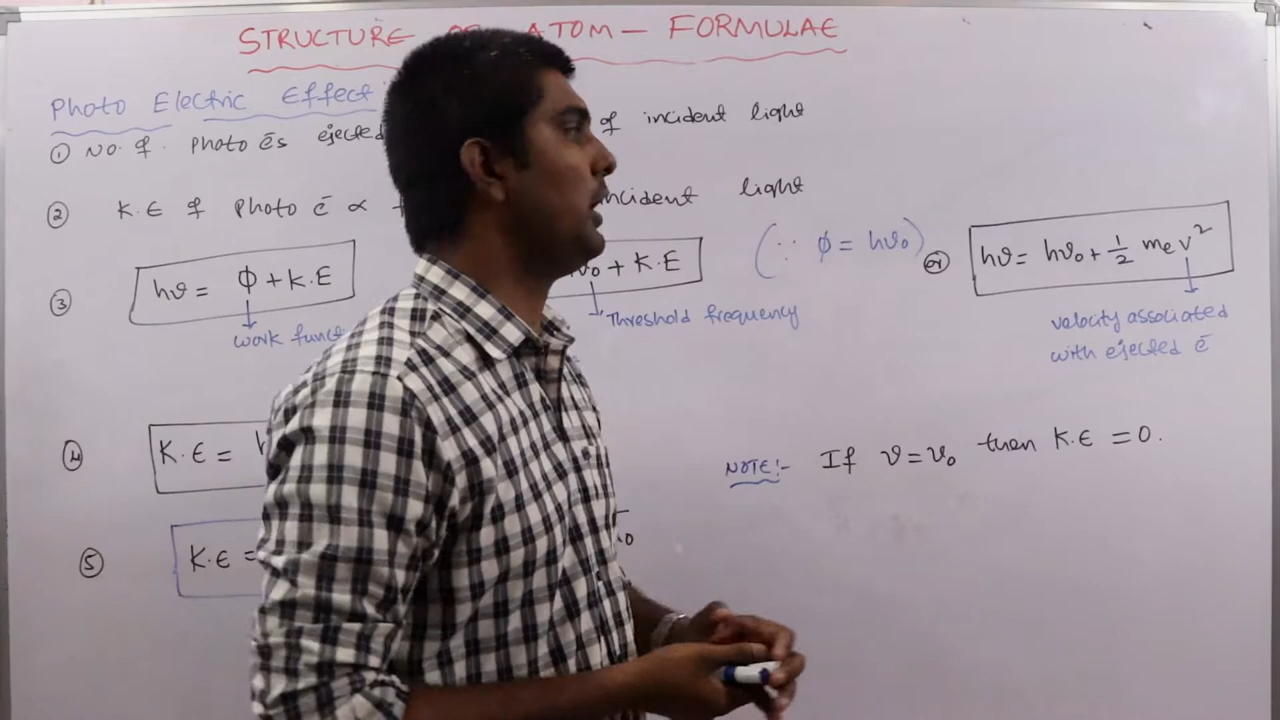 STRUCTURE ATOM — FORMULAE
Photo Electric Effect
① No. of photo ēs ejected of incident light
② K.E of photo ē ∝ incident light
③ hν = ϕ + K.E ν₀ + K.E (∵ ϕ = hν₀) or hν = hν₀ + ½ mₑv²
work Threshold frequency velocity associated
with ejected ē
④ K.E =
NOTE:- If ν = ν₀ then K.E = 0.
⑤ K.E =